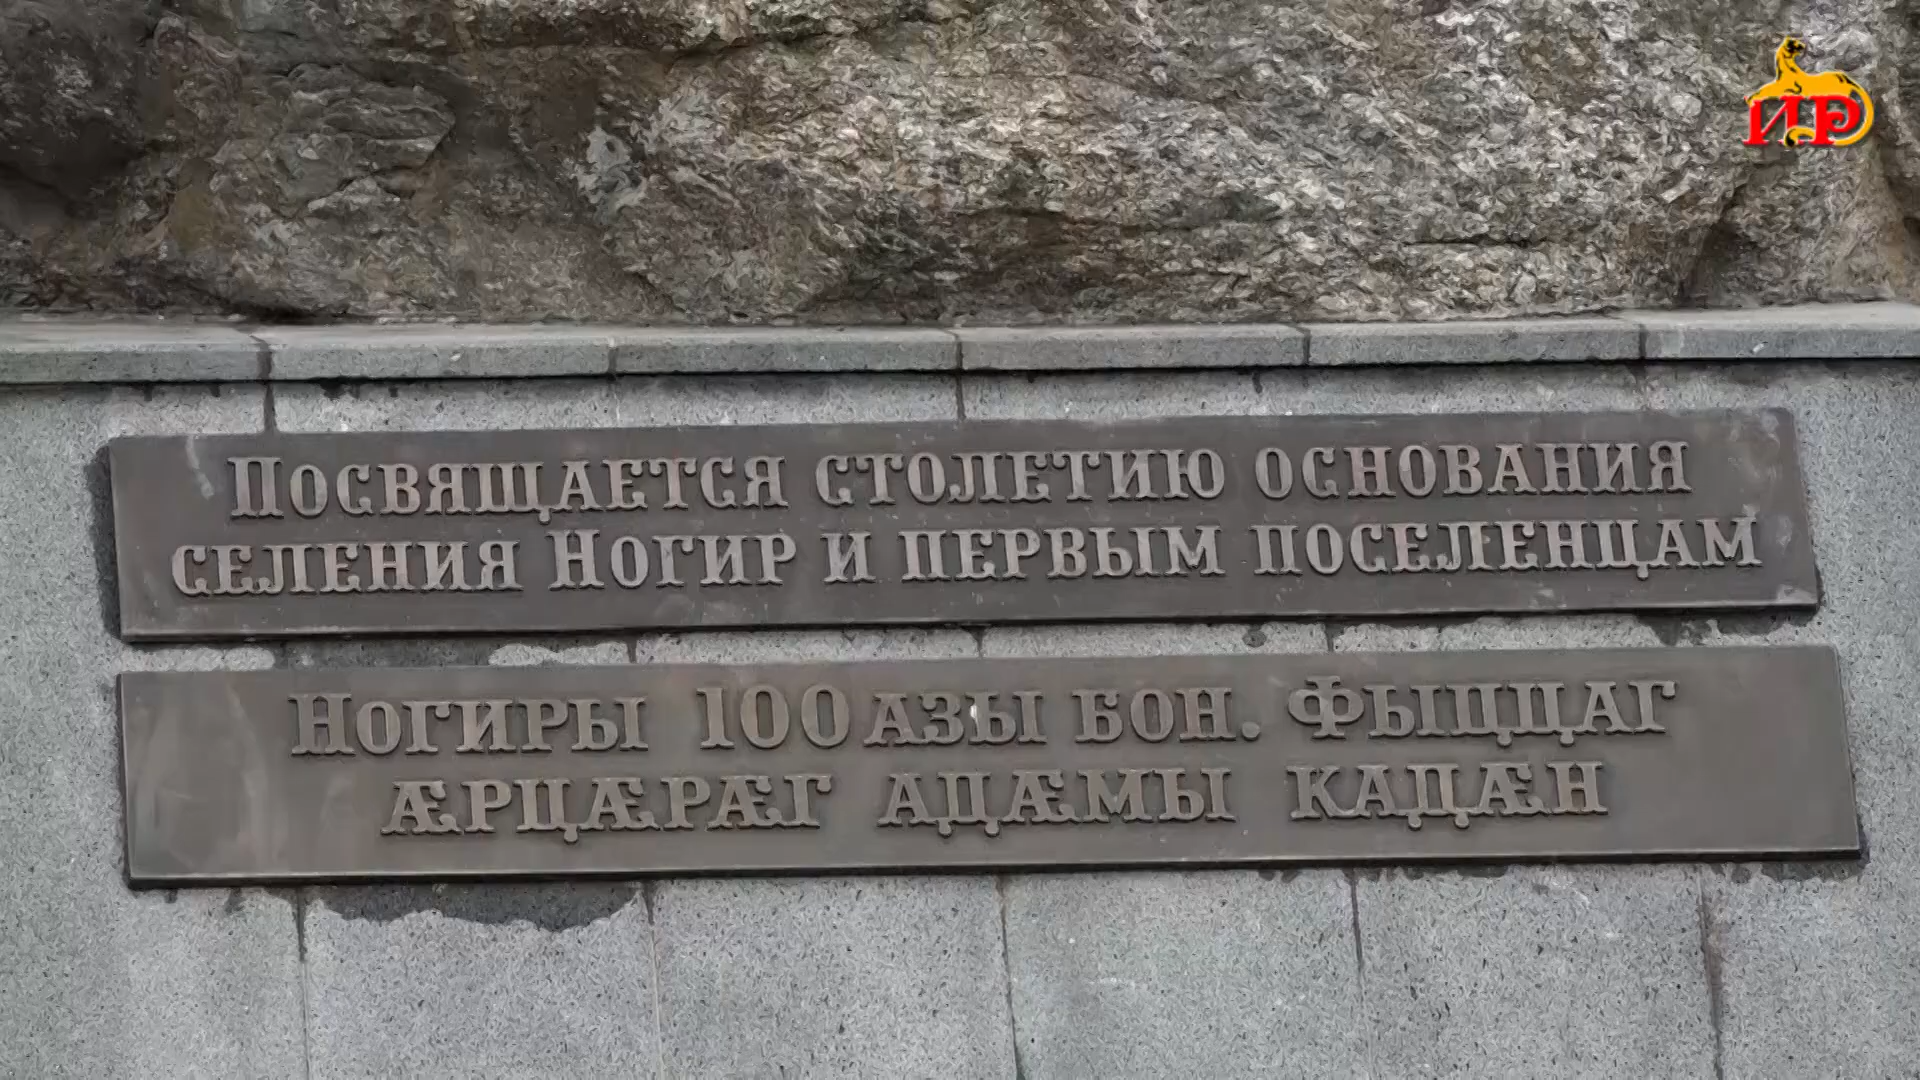 ИР
Посвящается столетию основания
селения Ногир и первым поселенцам
Ногиры 100 азы бон. Фыццаг
ӕрцӕрӕг адӕмы кадӕн